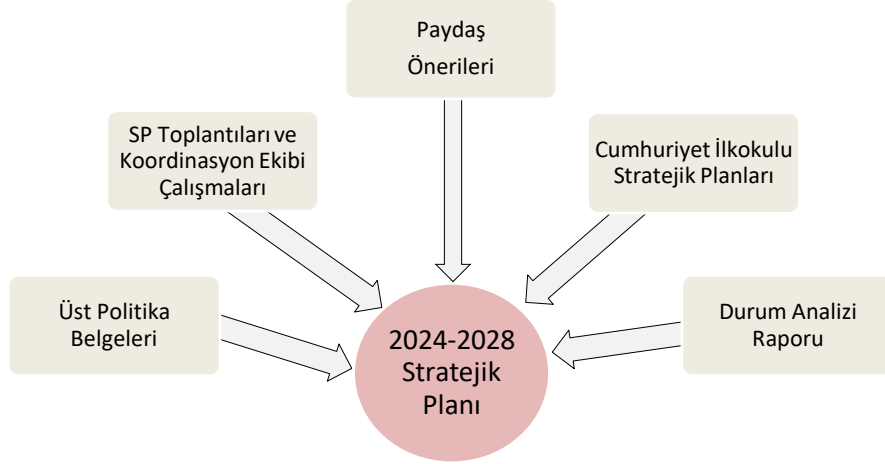 Paydaş
Önerileri
SP Toplantıları ve
Koordinasyon Ekibi
Çalışmaları
Cumhuriyet İlkokulu
Stratejik Planları
Üst Politika
Belgeleri
Durum Analizi
Raporu
2024-2028
Stratejik
Planı